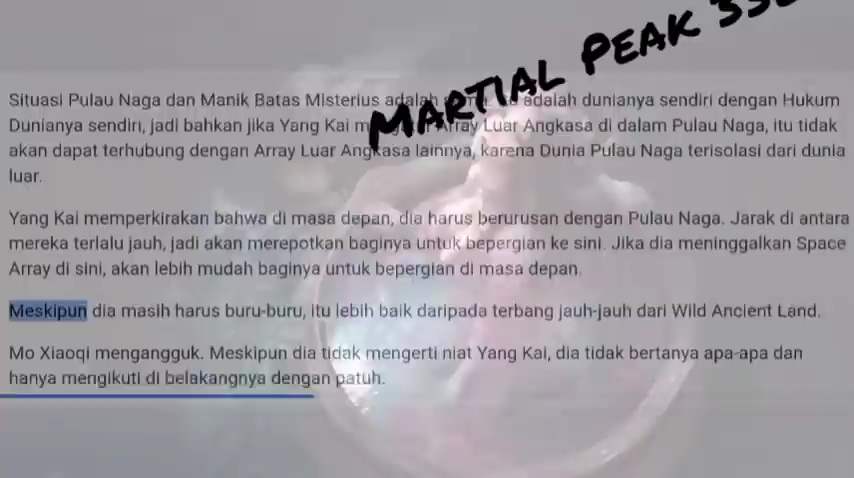 MARTIAL PEAK
Situasi Pulau Naga dan Manik Batas Misterius adalah adalah dunianya sendiri dengan Hukum
Dunianya sendiri, jadi bahkan jika Yang Kai Array Luar Angkasa di dalam Pulau Naga, itu tidak
akan dapat terhubung dengan Array Luar Angkasa lainnya, karena Dunia Pulau Naga terisolasi dari dunia
luar.
Yang Kai memperkirakan bahwa di masa depan, dia harus berurusan dengan Pulau Naga. Jarak di antara
mereka terlalu jauh, jadi akan merepotkan baginya untuk bepergian ke sini. Jika dia meninggalkan Space
Array di sini, akan lebih mudah baginya untuk bepergian di masa depan.
Meskipun dia masih harus buru-buru, itu lebih baik daripada terbang jauh-jauh dari Wild Ancient Land.
Mo Xiaoqi mengangguk. Meskipun dia tidak mengerti niat Yang Kai, dia tidak bertanya apa-apa dan
hanya mengikuti di belakangnya dengan patuh.